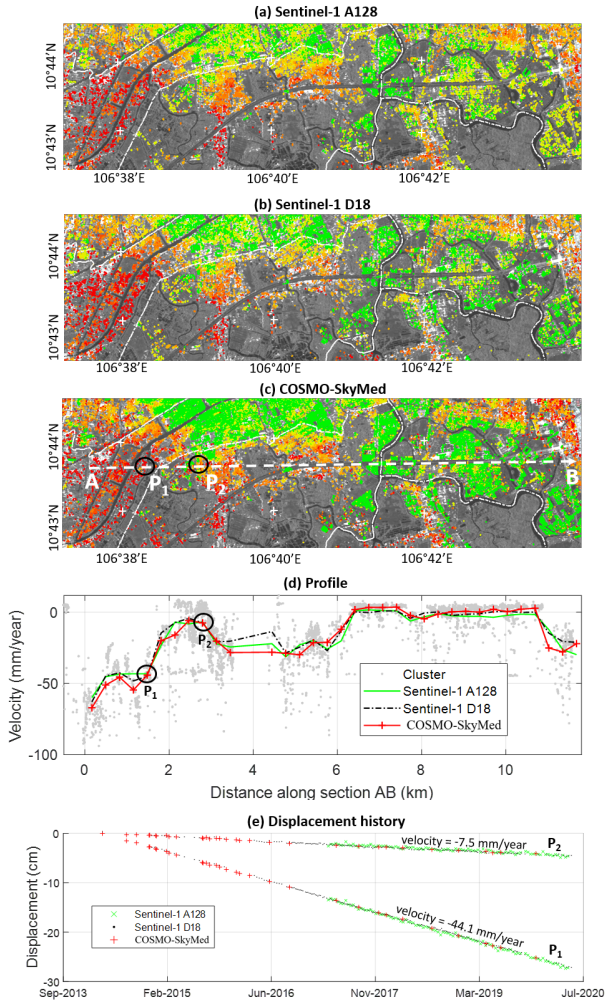 (a) Sentinel-1 A128
10°44′N
10°43′N
106°38′E 106°40′E 106°42′E
(b) Sentinel-1 D18
10°44′N
10°43′N
106°38′E 106°40′E 106°42′E
(c) COSMO-SkyMed
10°44′N
10°43′N
A P1 P2 B
106°38′E 106°40′E 106°42′E
(d) Profile
Velocity (mm/year)
0
-50
-100
P2
P1
Cluster
Sentinel-1 A128
Sentinel-1 D18
COSMO-SkyMed
0 2 4 6 8 10
Distance along section AB (km)
(e) Displacement history
Displacement (cm)
0
-10
-20
-30
velocity = -7.5 mm/year
P2
velocity = -44.1 mm/year
P1
Sentinel-1 A128
Sentinel-1 D18
COSMO-SkyMed
Sep-2013 Feb-2015 Jun-2016 Nov-2017 Mar-2019 Jul-2020